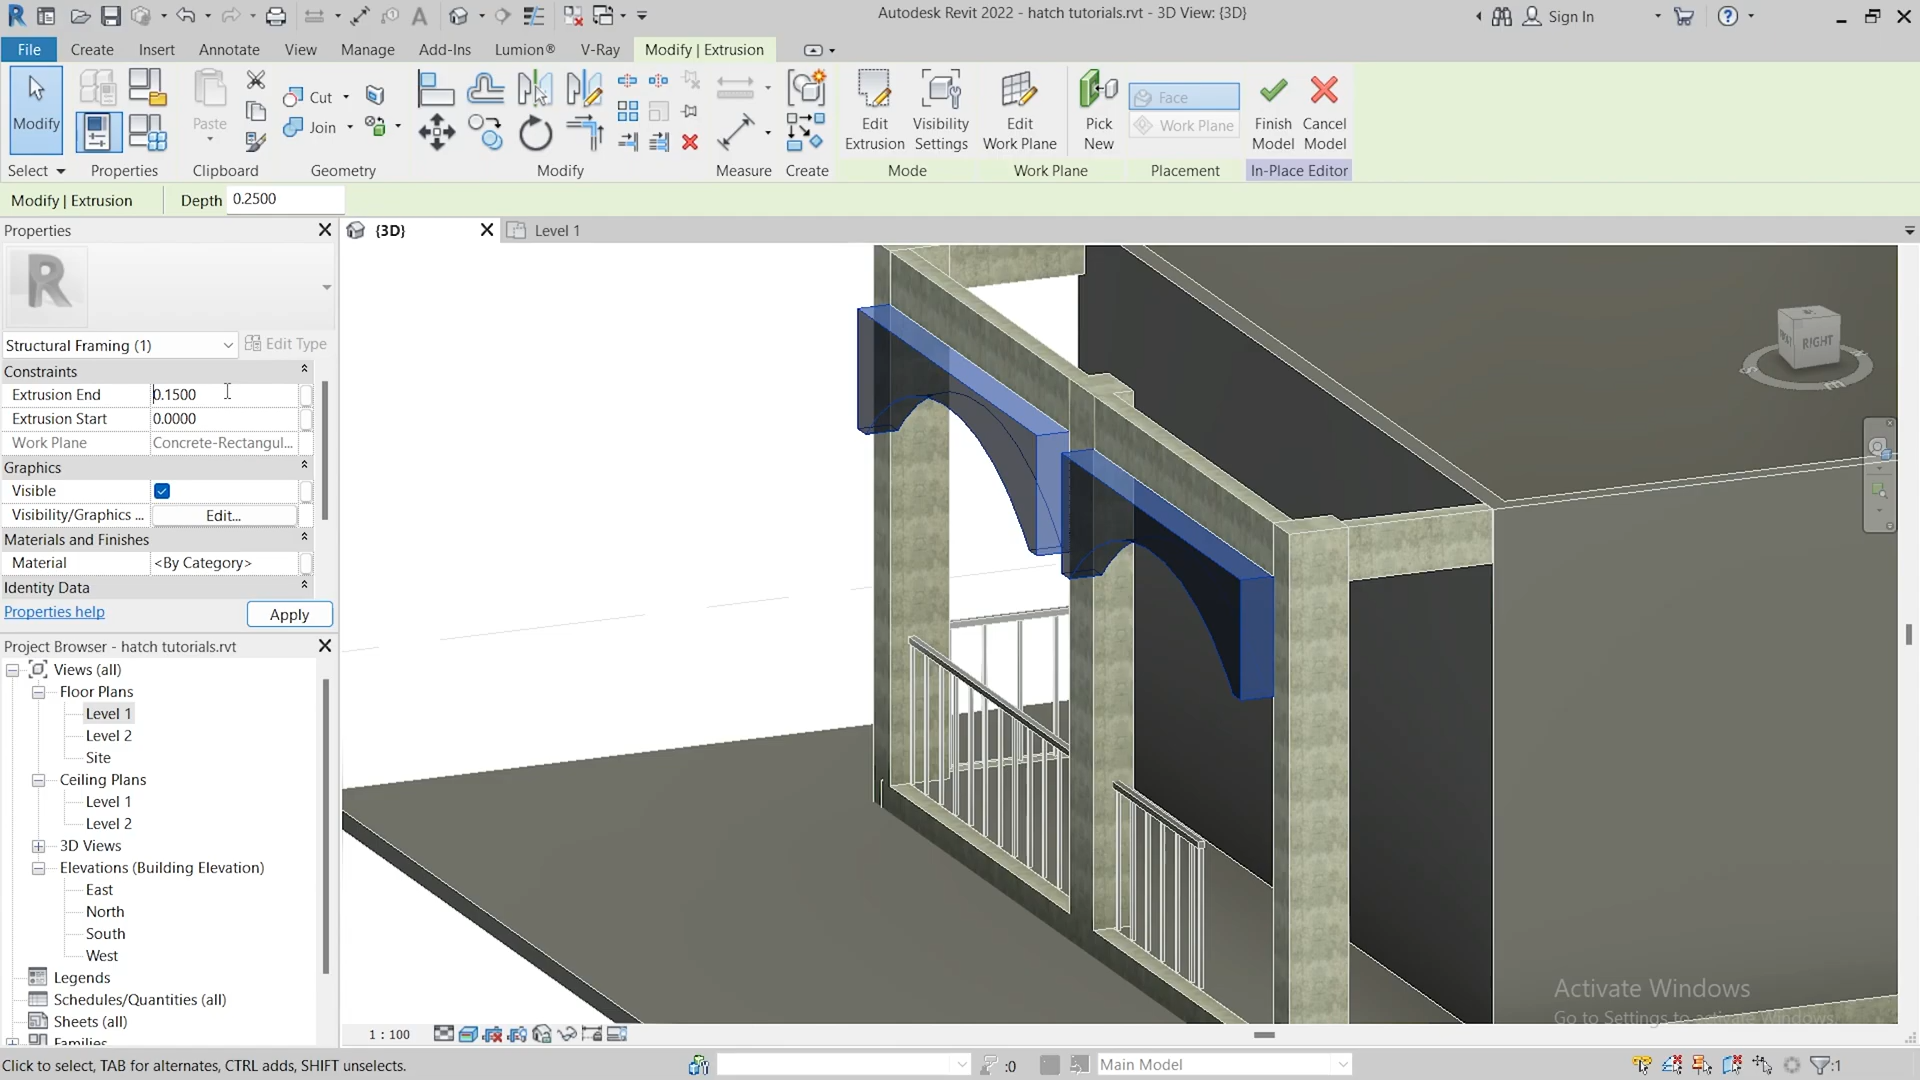 Autodesk Revit 2022 - hatch tutorials.rvt - 3D View: {3D}
Sign In
File
Create
Insert
Annotate
View
Manage
Add-Ins
Lumion®
V-Ray
Modify | Extrusion
Modify
Paste
Cut
Join
Edit Extrusion
Visibility Settings
Edit Work Plane
Pick New
Face
Work Plane
Finish Model
Cancel Model
Select
Properties
Clipboard
Geometry
Modify
Measure
Create
Mode
Work Plane
Placement
In-Place Editor
Modify | Extrusion
Depth 0.2500
Properties
{3D}
Level 1
R
Structural Framing (1)
Edit Type
Constraints
Extrusion End 0.1500
Extrusion Start 0.0000
Work Plane Concrete-Rectangul...
Graphics
Visible
Visibility/Graphics ... Edit...
Materials and Finishes
Material <By Category>
Identity Data
Properties help
Apply
RIGHT
Project Browser - hatch tutorials.rvt
Views (all)
Floor Plans
Level 1
Level 2
Site
Ceiling Plans
Level 1
Level 2
3D Views
Elevations (Building Elevation)
East
North
South
West
Legends
Schedules/Quantities (all)
Sheets (all)
Families
Activate Windows
Go to Settings to activate Windows.
1 : 100
Click to select, TAB for alternates, CTRL adds, SHIFT unselects.
:0
Main Model
:1